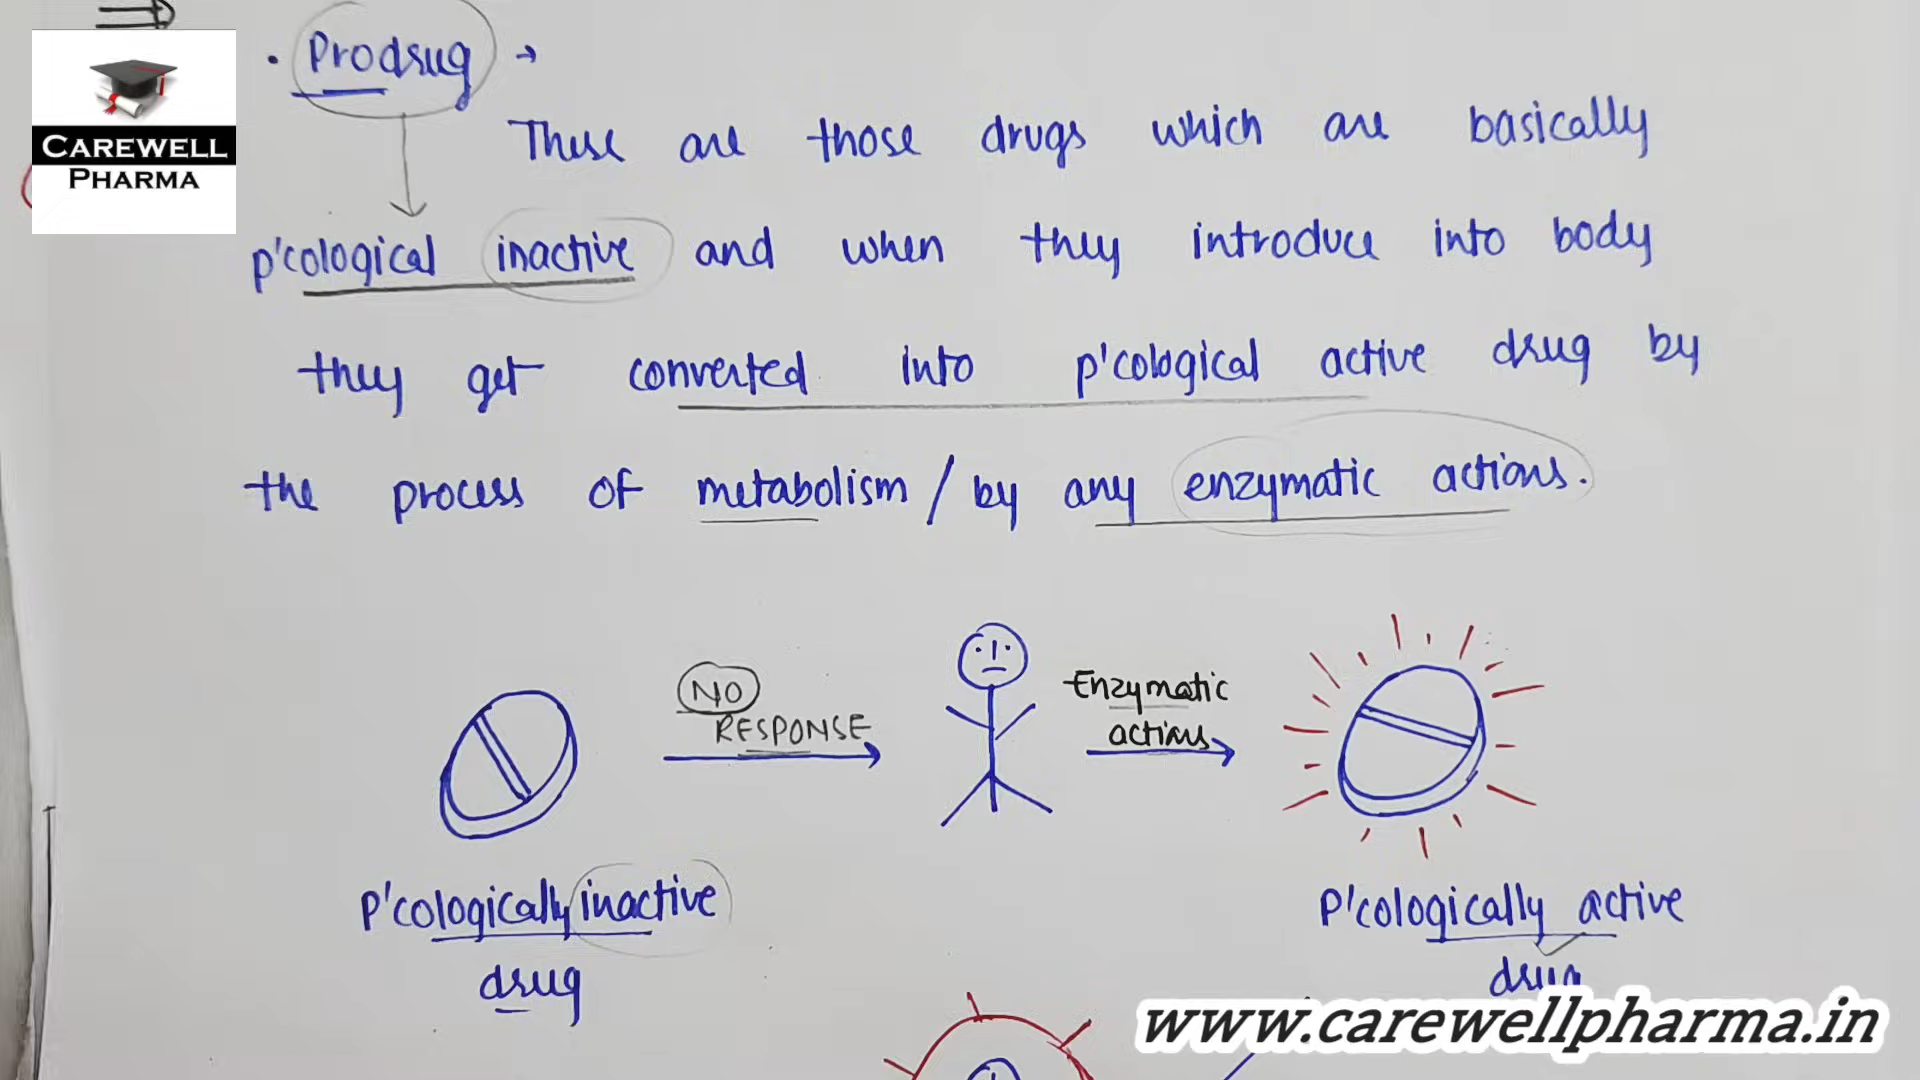 • Prodrug →
These are those drugs which are basically
p'cological inactive and when they introduce into body
they get converted into p'cological active drug by
the process of metabolism / by any enzymatic actions.
NO
RESPONSE
Enzymatic
actions
P'cologically inactive
drug
P'cologically active
drug
CAREWELL
PHARMA
www.carewellpharma.in